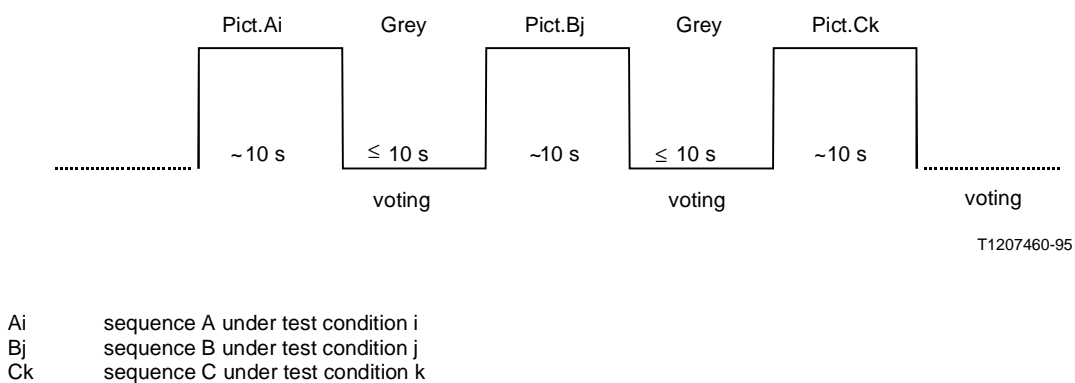 Pict.Ai Grey Pict.Bj Grey Pict.Ck
~10 s ≤ 10 s ~10 s ≤ 10 s ~10 s
voting voting voting
T1207460-95
Ai sequence A under test condition i
Bj sequence B under test condition j
Ck sequence C under test condition k